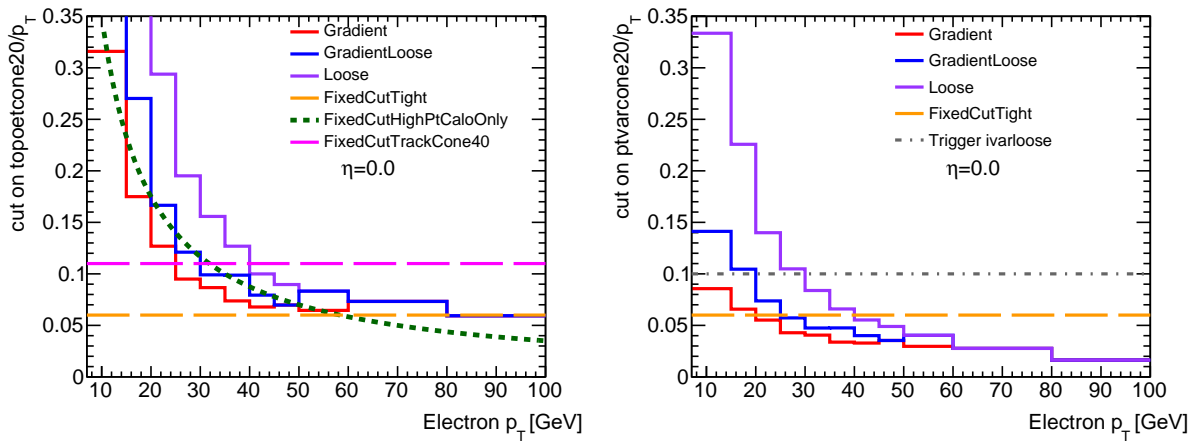 cut on topoetcone20/p_T
0.35
0.3
0.25
0.2
0.15
0.1
0.05
0
Gradient
GradientLoose
Loose
FixedCutTight
FixedCutHighPtCaloOnly
FixedCutTrackCone40
η=0.0
10 20 30 40 50 60 70 80 90 100
Electron p_T [GeV]
cut on ptvarcone20/p_T
0.35
0.3
0.25
0.2
0.15
0.1
0.05
0
Gradient
GradientLoose
Loose
FixedCutTight
Trigger ivarloose
η=0.0
10 20 30 40 50 60 70 80 90 100
Electron p_T [GeV]